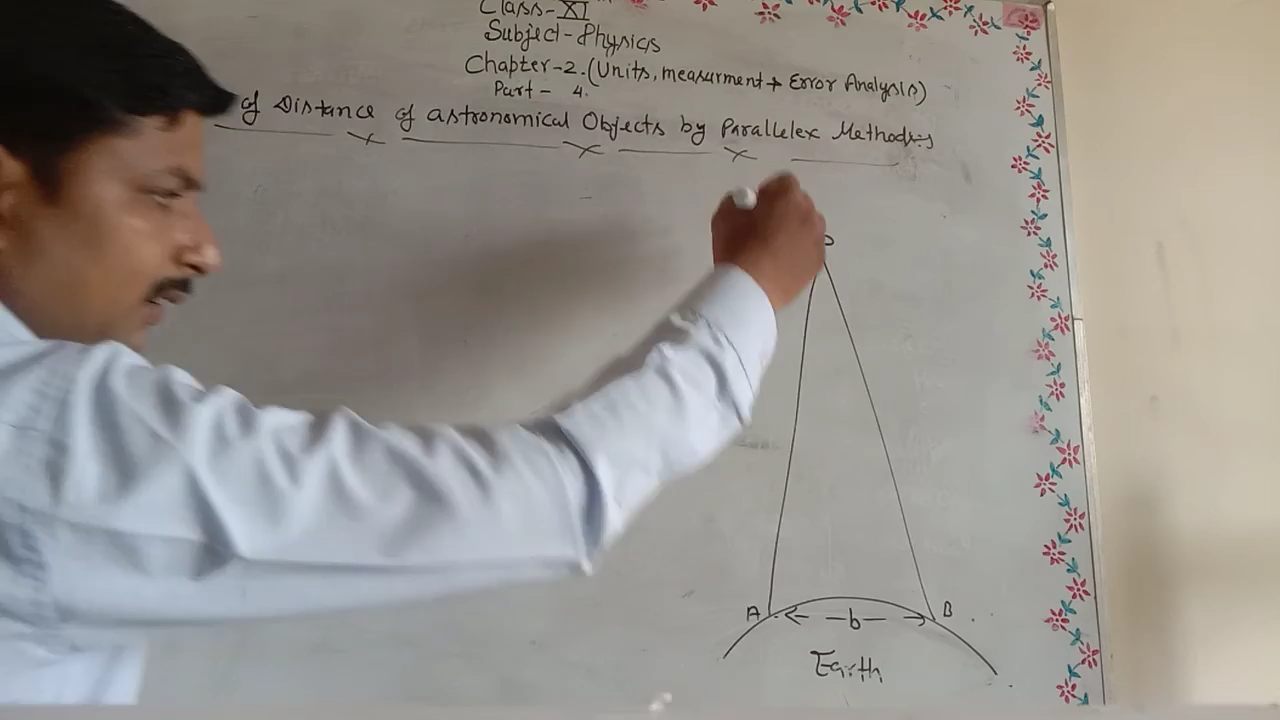 Class-XI
Subject-Physics
Chapter-2.(Units, measurment & Error Analysis)
Part- 4.
of Distance of astronomical Objects by Parallelex Method:-
A
b
B
Earth